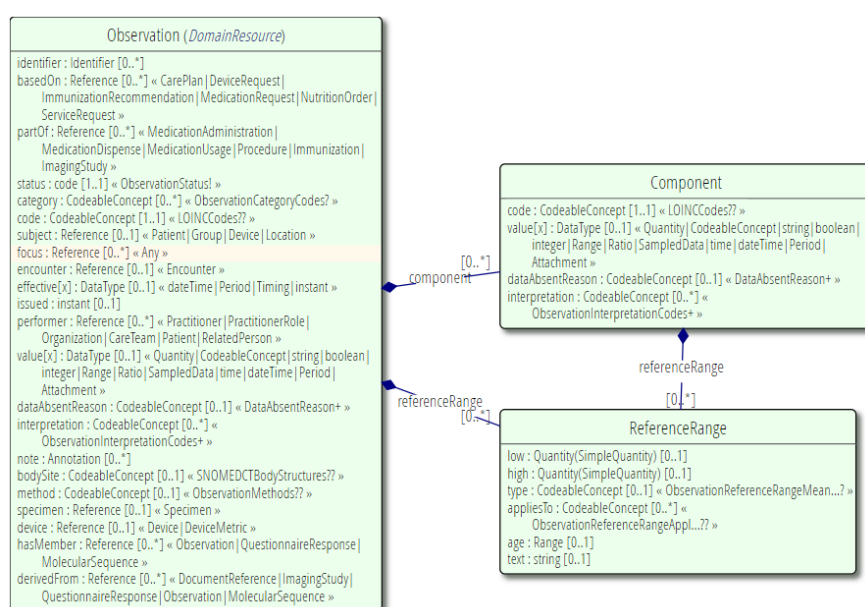 Observation (DomainResource)
identifier : Identifier [0..*]
basedOn : Reference [0..*] « CarePlan|DeviceRequest|
ImmunizationRecommendation|MedicationRequest|NutritionOrder|
ServiceRequest »
partOf : Reference [0..*] « MedicationAdministration|
MedicationDispense|MedicationUsage|Procedure|Immunization|
ImagingStudy »
status : code [1..1] « ObservationStatus! »
category : CodeableConcept [0..*] « ObservationCategoryCodes? »
code : CodeableConcept [1..1] « LOINCCodes?? »
subject : Reference [0..1] « Patient|Group|Device|Location »
focus : Reference [0..*] « Any »
encounter : Reference [0..1] « Encounter »
effective[x] : DataType [0..1] « dateTime|Period|Timing|instant »
issued : instant [0..1]
performer : Reference [0..*] « Practitioner|PractitionerRole|
Organization|CareTeam|Patient|RelatedPerson »
value[x] : DataType [0..1] « Quantity|CodeableConcept|string|boolean|
integer|Range|Ratio|SampledData|time|dateTime|Period|
Attachment »
dataAbsentReason : CodeableConcept [0..1] « DataAbsentReason+ »
interpretation : CodeableConcept [0..*] «
ObservationInterpretationCodes+ »
note : Annotation [0..*]
bodySite : CodeableConcept [0..1] « SNOMEDCTBodyStructures?? »
method : CodeableConcept [0..1] « ObservationMethods?? »
specimen : Reference [0..1] « Specimen »
device : Reference [0..1] « Device|DeviceMetric »
hasMember : Reference [0..*] « Observation|QuestionnaireResponse|
MolecularSequence »
derivedFrom : Reference [0..*] « DocumentReference|ImagingStudy|
QuestionnaireResponse|Observation|MolecularSequence »
component
[0..*]
referenceRange
[0..*]
Component
code : CodeableConcept [1..1] « LOINCCodes?? »
value[x] : DataType [0..1] « Quantity|CodeableConcept|string|boolean|
integer|Range|Ratio|SampledData|time|dateTime|Period|
Attachment »
dataAbsentReason : CodeableConcept [0..1] « DataAbsentReason+ »
interpretation : CodeableConcept [0..*] «
ObservationInterpretationCodes+ »
referenceRange
[0..*]
ReferenceRange
low : Quantity(SimpleQuantity) [0..1]
high : Quantity(SimpleQuantity) [0..1]
type : CodeableConcept [0..1] « ObservationReferenceRangeMean...? »
appliesTo : CodeableConcept [0..*] «
ObservationReferenceRangeAppl...?? »
age : Range [0..1]
text : string [0..1]